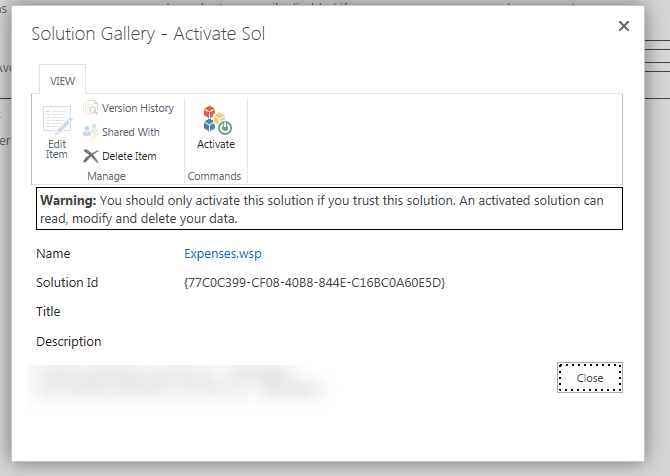 Solution Gallery - Activate Sol
VIEW
Edit Item
Version History
Shared With
Delete Item
Manage
Activate
Commands
Warning: You should only activate this solution if you trust this solution. An activated solution can
read, modify and delete your data.
Name Expenses.wsp
Solution Id {77C0C399-CF08-40B8-844E-C16BC0A60E5D}
Title
Description
Close